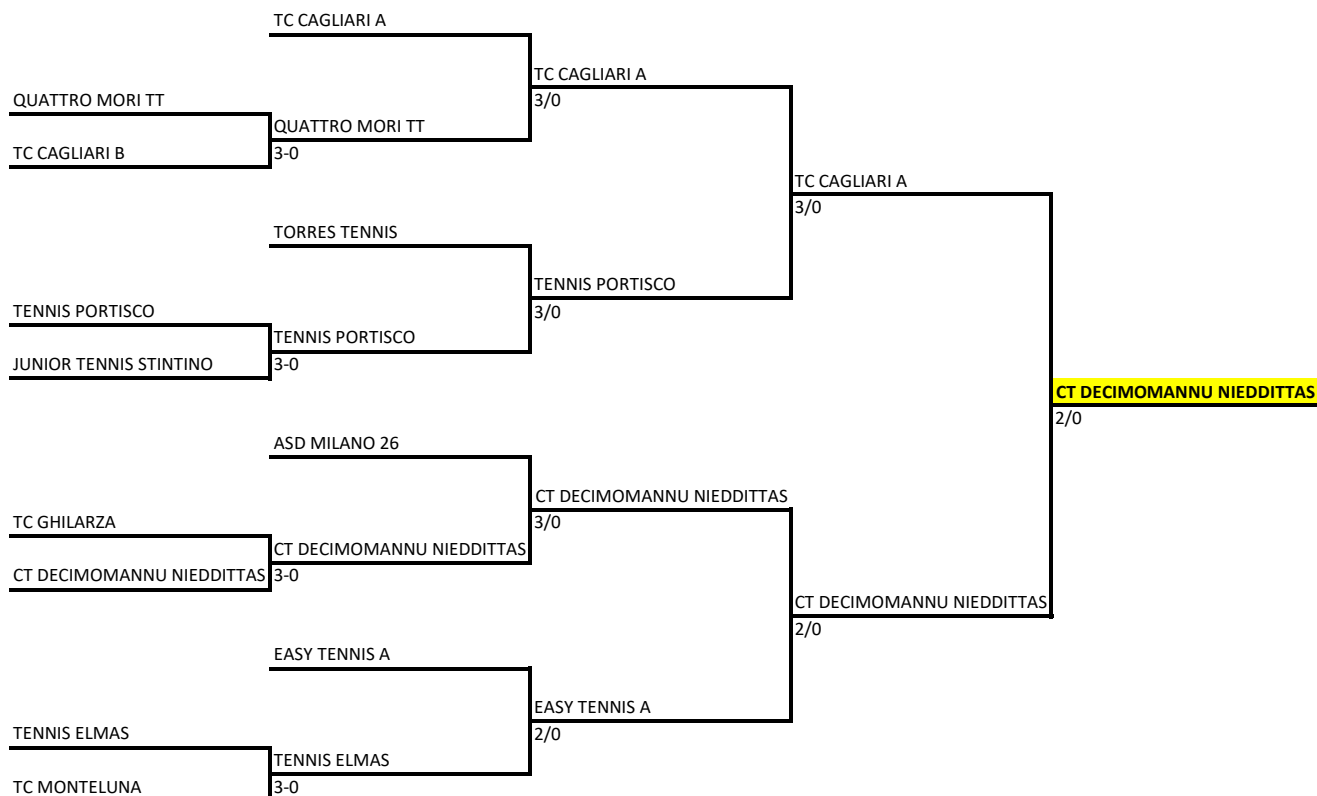 TC CAGLIARI A
TC CAGLIARI A
QUATTRO MORI TT
3/0
QUATTRO MORI TT
TC CAGLIARI B
3-0
TC CAGLIARI A
3/0
TORRES TENNIS
TENNIS PORTISCO
TENNIS PORTISCO
3/0
TENNIS PORTISCO
JUNIOR TENNIS STINTINO
3-0
CT DECIMOMANNU NIEDDITTAS
2/0
ASD MILANO 26
CT DECIMOMANNU NIEDDITTAS
TC GHILARZA
3/0
CT DECIMOMANNU NIEDDITTAS
CT DECIMOMANNU NIEDDITTAS
3-0
CT DECIMOMANNU NIEDDITTAS
2/0
EASY TENNIS A
EASY TENNIS A
TENNIS ELMAS
2/0
TENNIS ELMAS
TC MONTELUNA
3-0